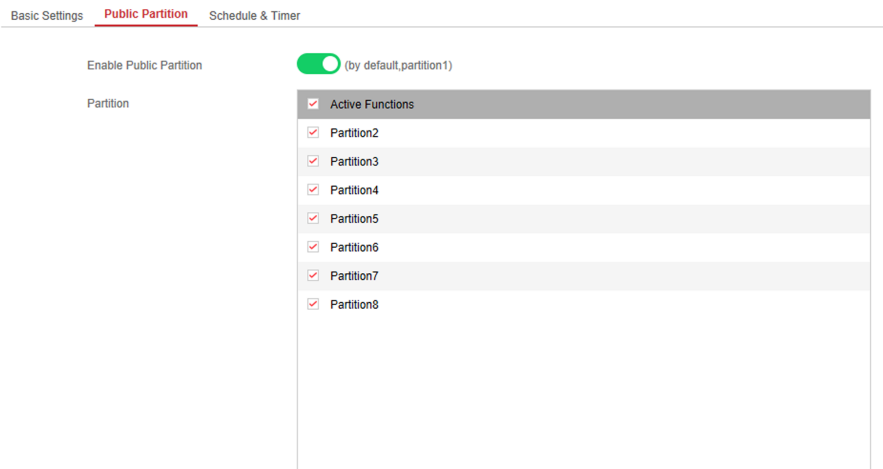 Basic Settings Public Partition Schedule & Timer
Enable Public Partition (by default,partition1)
Partition Active Functions
Partition2
Partition3
Partition4
Partition5
Partition6
Partition7
Partition8